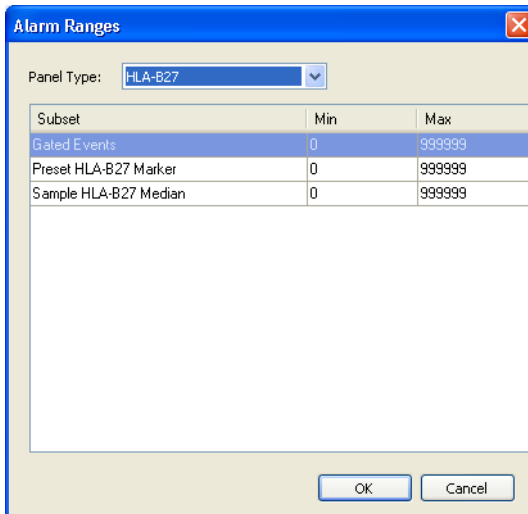 Alarm Ranges
Panel Type: HLA-B27
Subset Min Max
Gated Events 0 999999
Preset HLA-B27 Marker 0 999999
Sample HLA-B27 Median 0 999999
OK Cancel